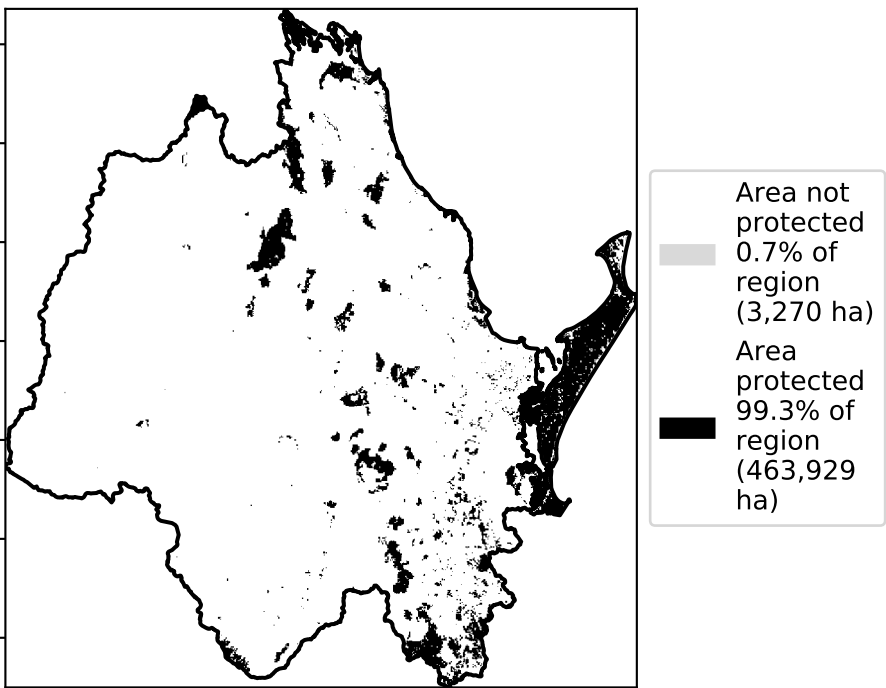 Area not
protected
0.7% of
region
(3,270 ha)
Area
protected
99.3% of
region
(463,929
ha)